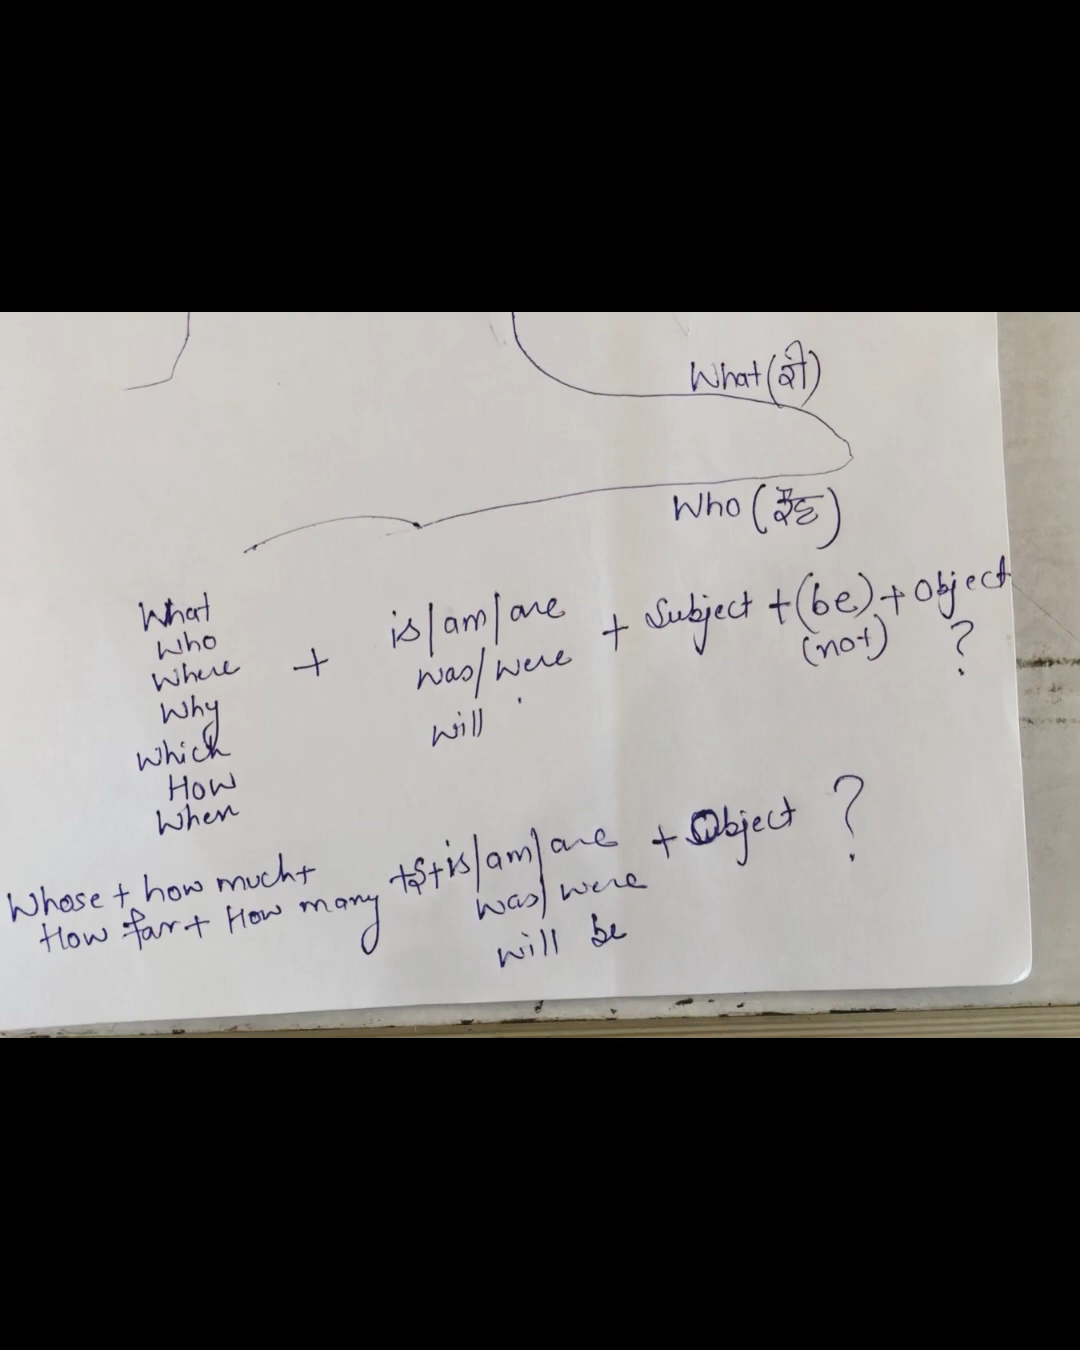 What
Who
What
Who
Where
Why
Which
How
When
+
is/am/are
was/were
will
+ Subject + (be) + Object
(not) ?
Whose + how much +
How far + How many
+ S + is/am/are
was/were
will be
+ Object ?